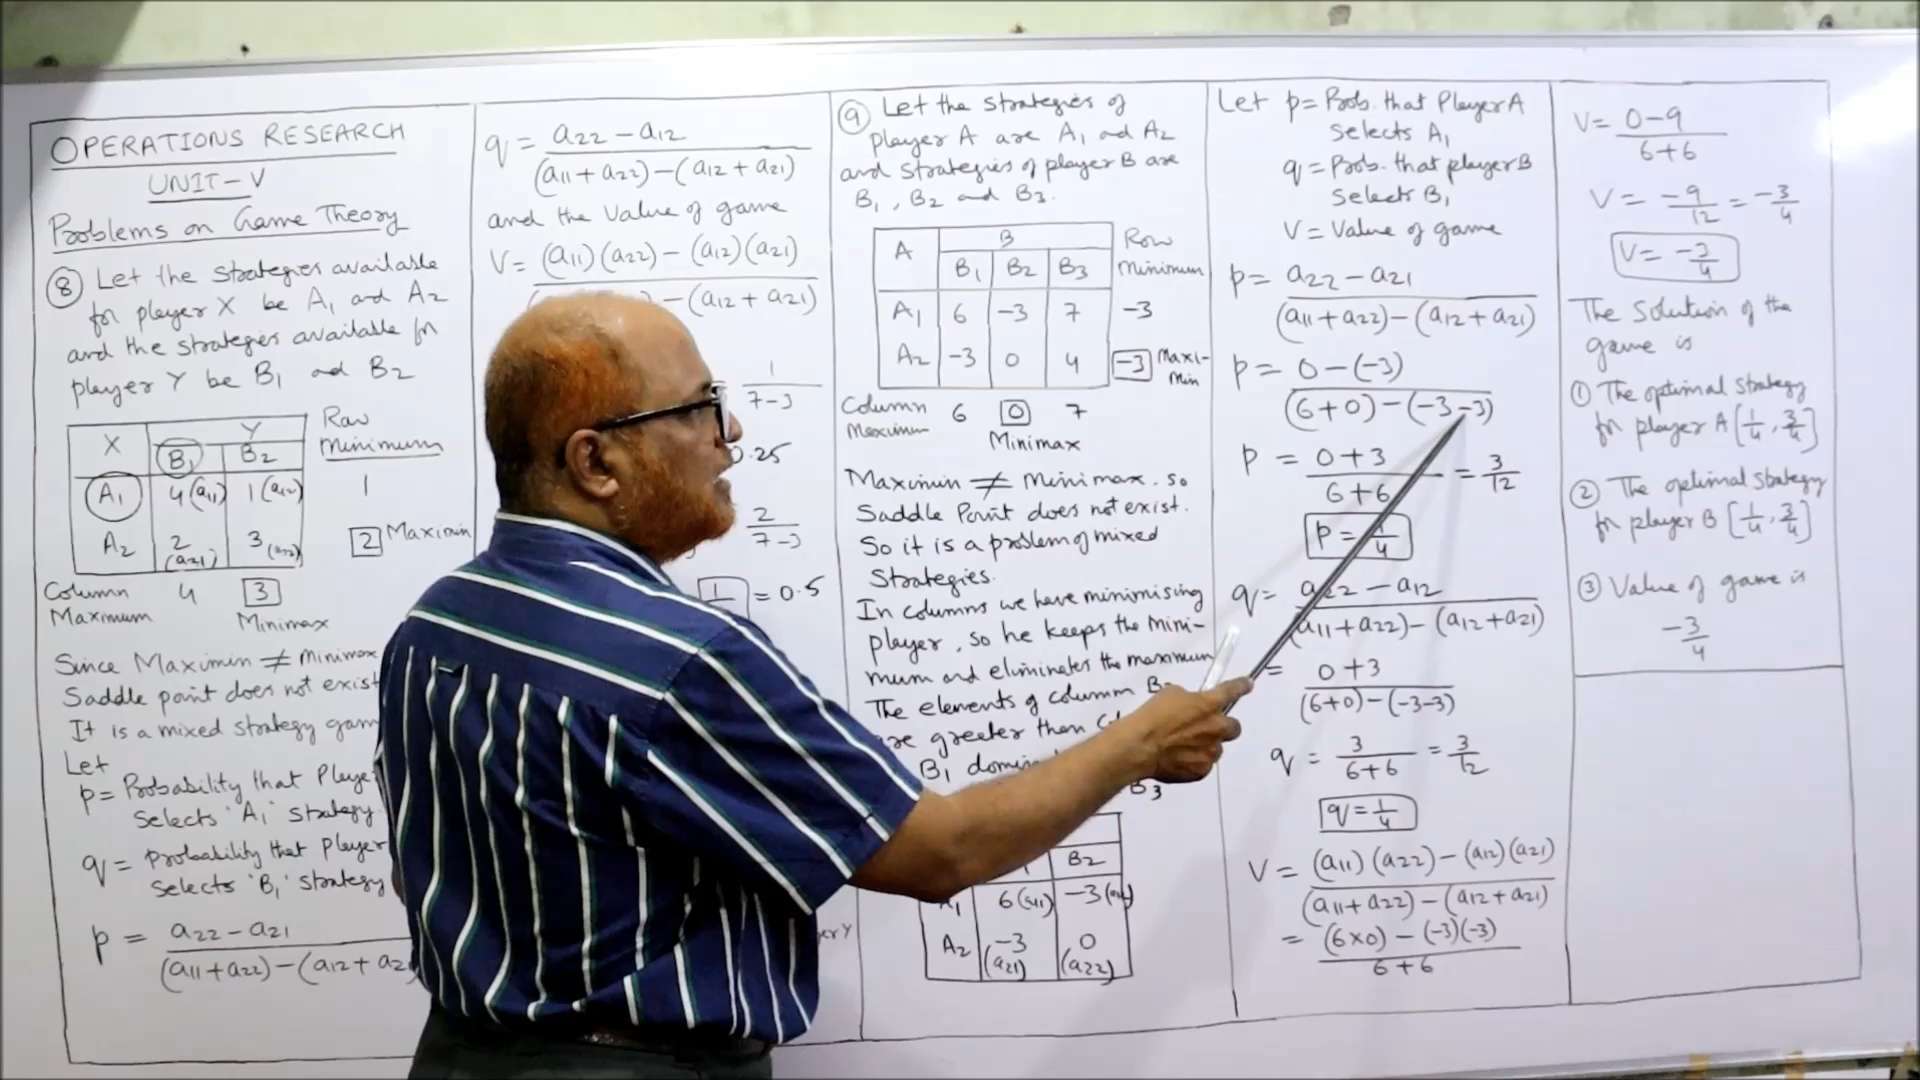 OPERATIONS RESEARCH
UNIT-V
Problems on Game Theory
8 Let the strategies available
for player X be A1 and A2
and the strategies available for
player Y be B1 and B2
X Y Row
B1 B2 Minimum
A1 4(a11) 1(a12) 1
A2 2 (a21) 3(a22) 2 Maximin
Column 4 3
Maximum Minimax
Since Maximin ≠ Minimax
Saddle point does not exist
It is a mixed strategy
Let
p = Probability that
Selects 'A1' strategy
q = Probability that Player
Selects 'B1' strategy
p = a22 - a21
(a11+a22)-(a12+
q = a22 - a12
(a11+a22)-(a12+a21)
and the value of game
V = (a11)(a22)-(a12)(a21)
-(a12+a21)
1
7-3
0.25
2
7-3
1 = 0.5
9 Let the strategies of
player A are A1 and A2
and strategies of player B are
B1, B2 and B3.
A B Row
B1 B2 B3 Minimum
A1 6 -3 7 -3
A2 -3 0 4 -3 Maxi-
Min
Column 6 0 7
Maximum Minimax
Maximin ≠ Minimax. So
Saddle Point does not exist.
So it is a problem of mixed
Strategies.
In columns we have minimising
player, so he keeps the mini-
mum and eliminates the maximum
The elements of column
are greater than
B1
B3
B2
A1 6(a11) -3(a12)
A2 -3 (a21) 0 (a22)
Let p = Prob. that Player A
Selects A1
q = Prob. that player B
Selects B1
V = Value of game
p = a22 - a21
(a11+a22)-(a12+a21)
p = 0-(-3)
(6+0)-(-3-3)
p = 0+3 = 3
6+6 12
p = 1
4
q = a22 - a12
(a11+a22)-(a12+a21)
= 0+3
(6+0)-(-3-3)
q = 3 = 3
6+6 12
q = 1/4
V = (a11)(a22)-(a12)(a21)
(a11+a22)-(a12+a21)
= (6×0)-(-3)(-3)
6+6
V = 0-9
6+6
V = -9 = -3
12 4
V = -3/4
The Solution of the
game is
1 The optimal strategy
for player A [1/4, 3/4]
2 The optimal strategy
for player B [1/4, 3/4]
3 Value of game is
-3
4